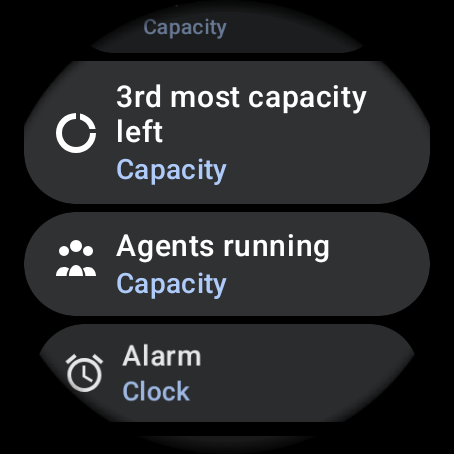 Capacity
3rd most capacity
left
Capacity
Agents running
Capacity
Alarm
Clock